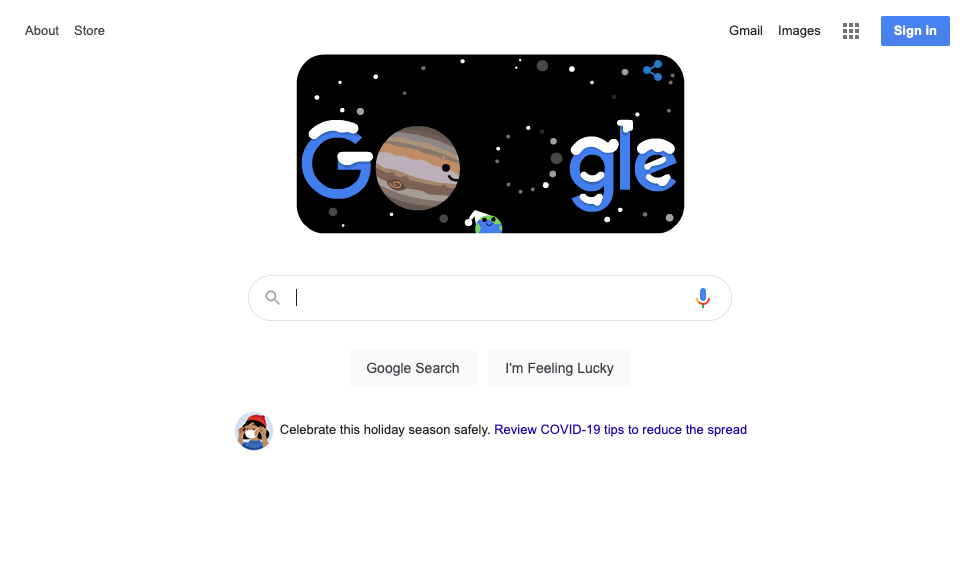 About Store
Gmail Images Sign in
Google
Google Search I'm Feeling Lucky
Celebrate this holiday season safely. Review COVID-19 tips to reduce the spread